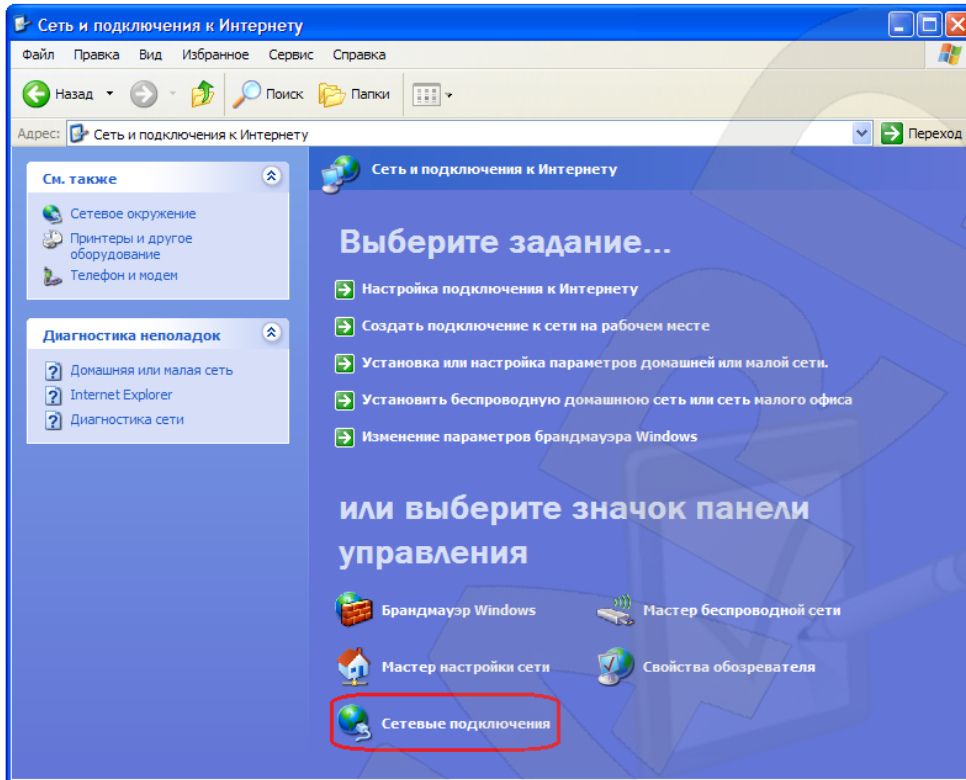 Сеть и подключения к Интернету
Файл Правка Вид Избранное Сервис Справка
Назад Поиск Папки
Адрес: Сеть и подключения к Интернету Переход
См. также
Сетевое окружение
Принтеры и другое
оборудование
Телефон и модем
Диагностика неполадок
Домашняя или малая сеть
Internet Explorer
Диагностика сети
Сеть и подключения к Интернету
Выберите задание...
Настройка подключения к Интернету
Создать подключение к сети на рабочем месте
Установка или настройка параметров домашней или малой сети.
Установить беспроводную домашнюю сеть или сеть малого офиса
Изменение параметров брандмауэра Windows
или выберите значок панели
управления
Брандмауэр Windows Мастер беспроводной сети
Мастер настройки сети Свойства обозревателя
Сетевые подключения